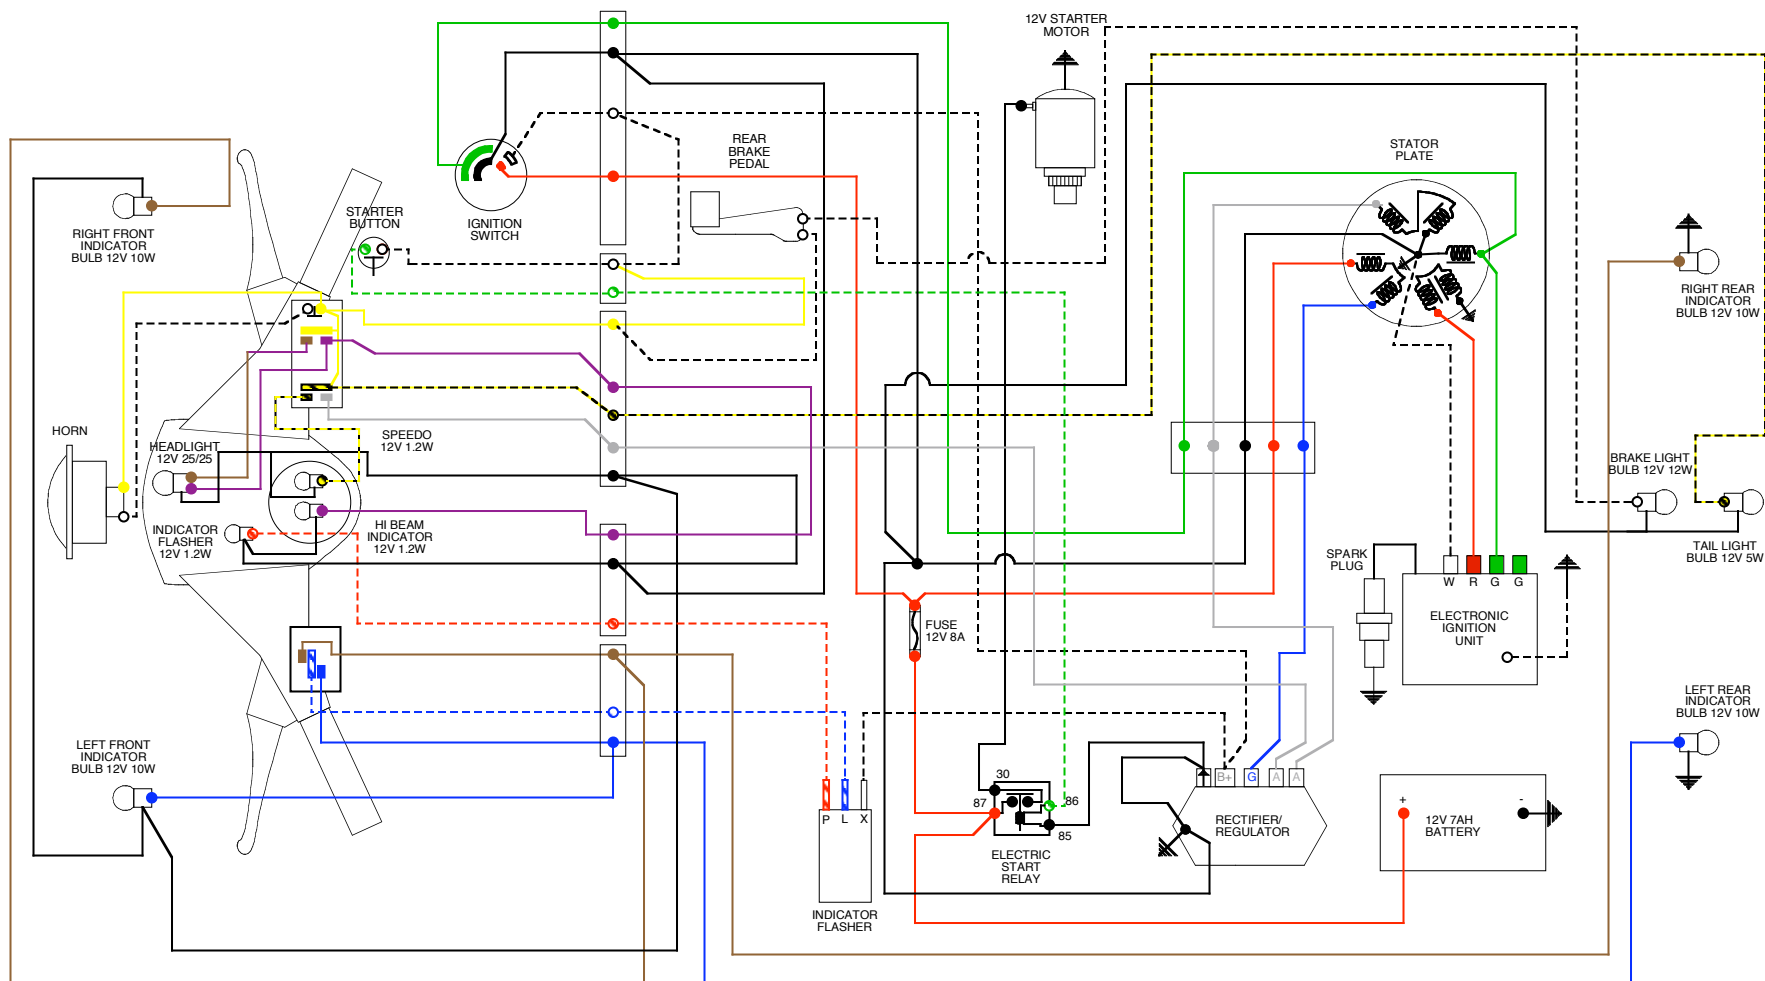 12V STARTER
MOTOR
REAR
BRAKE
PEDAL
STATOR
PLATE
IGNITION
SWITCH
STARTER
BUTTON
RIGHT FRONT
INDICATOR
BULB 12V 10W
RIGHT REAR
INDICATOR
BULB 12V 10W
HORN
HEADLIGHT
12V 25/25
SPEEDO
12V 1.2W
HI BEAM
INDICATOR
12V 1.2W
INDICATOR
FLASHER
12V 1.2W
BRAKE LIGHT
BULB 12V 12W
TAIL LIGHT
BULB 12V 5W
SPARK
PLUG
W R G G
ELECTRONIC
IGNITION
UNIT
FUSE
12V 8A
LEFT REAR
INDICATOR
BULB 12V 10W
LEFT FRONT
INDICATOR
BULB 12V 10W
30
87
86
85
ELECTRIC
START
RELAY
B+ G A A
RECTIFIER/
REGULATOR
+ -
12V 7AH
BATTERY
P L X
INDICATOR
FLASHER